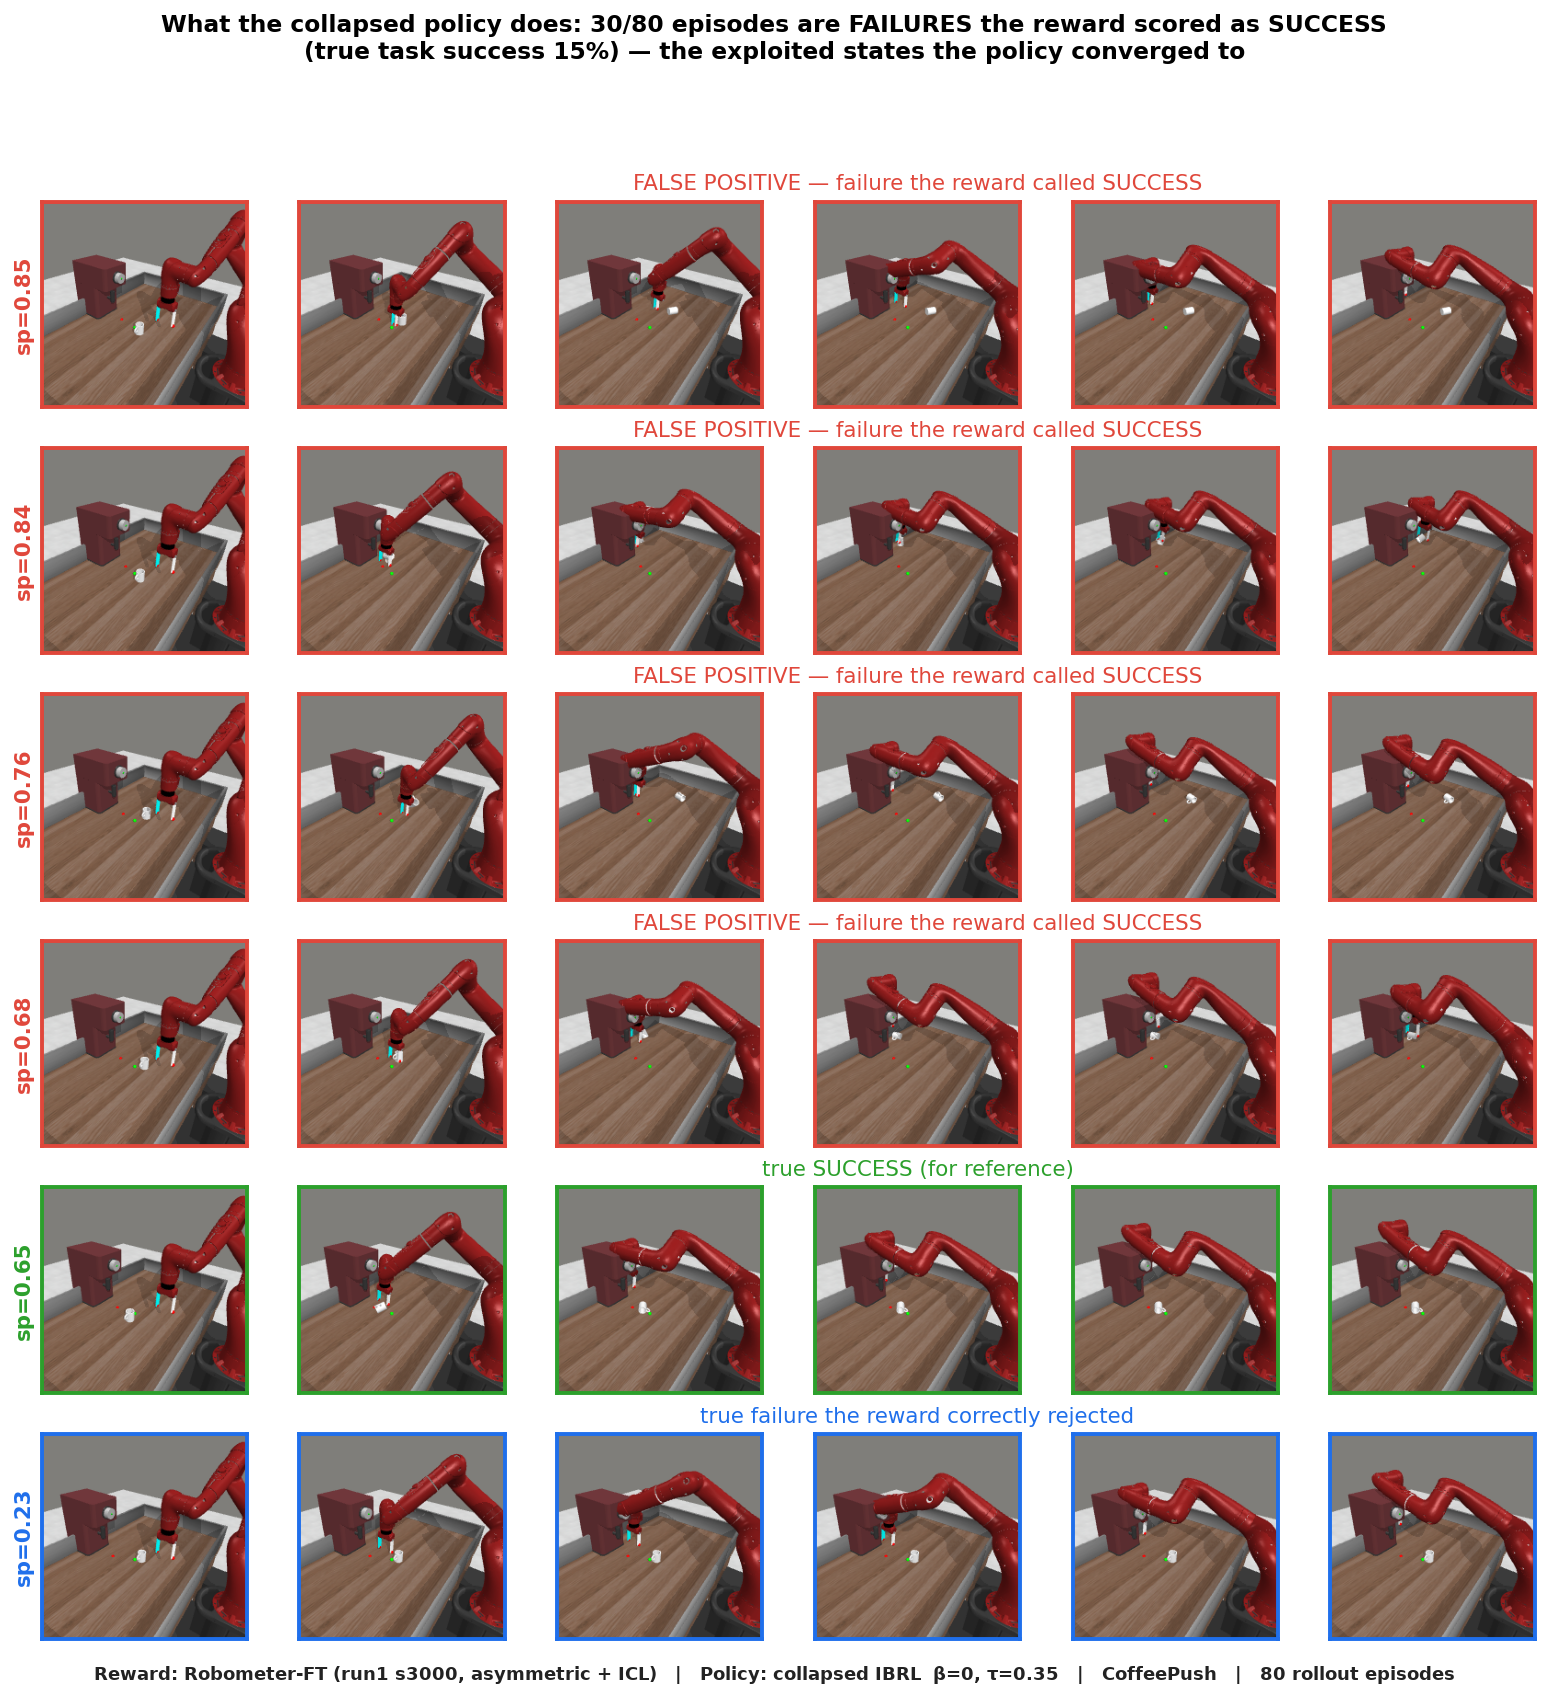 What the collapsed policy does: 30/80 episodes are FAILURES the reward scored as SUCCESS
(true task success 15%) — the exploited states the policy converged to
FALSE POSITIVE — failure the reward called SUCCESS
sp=0.85
FALSE POSITIVE — failure the reward called SUCCESS
sp=0.84
FALSE POSITIVE — failure the reward called SUCCESS
sp=0.76
FALSE POSITIVE — failure the reward called SUCCESS
sp=0.68
true SUCCESS (for reference)
sp=0.65
true failure the reward correctly rejected
sp=0.23
Reward: Robometer-FT (run1 s3000, asymmetric + ICL) | Policy: collapsed IBRL β=0, τ=0.35 | CoffeePush | 80 rollout episodes